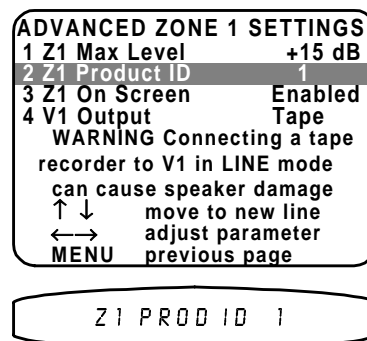 ADVANCED ZONE 1 SETTINGS
1 Z1 Max Level +15 dB
2 Z1 Product ID 1
3 Z1 On Screen Enabled
4 V1 Output Tape
WARNING Connecting a tape
recorder to V1 in LINE mode
can cause speaker damage
↑ ↓ move to new line
←→ adjust parameter
MENU previous page
Z1 PROD ID 1